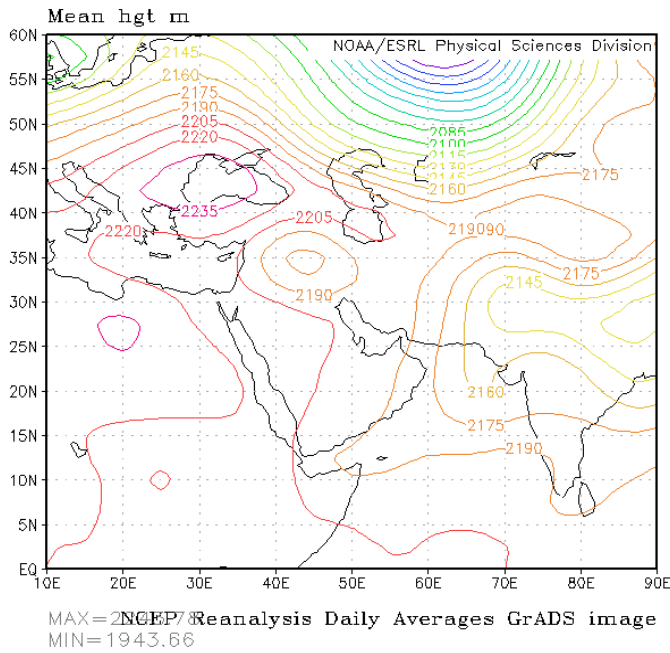 Mean hgt m
NOAA/ESRL Physical Sciences Division
60N
55N
50N
45N
40N
35N
30N
25N
20N
15N
10N
5N
EQ
2145
2160
2175
2190
2205
2220
2235
2220
2205
2190
2085
2100
2115
2130
2145
2160
2175
2190
2175
2145
2160
2175
2190
10E 20E 30E 40E 50E 60E 70E 80E 90E
NCEP Reanalysis Daily Averages GrADS image
MAX=
MIN=1943.66